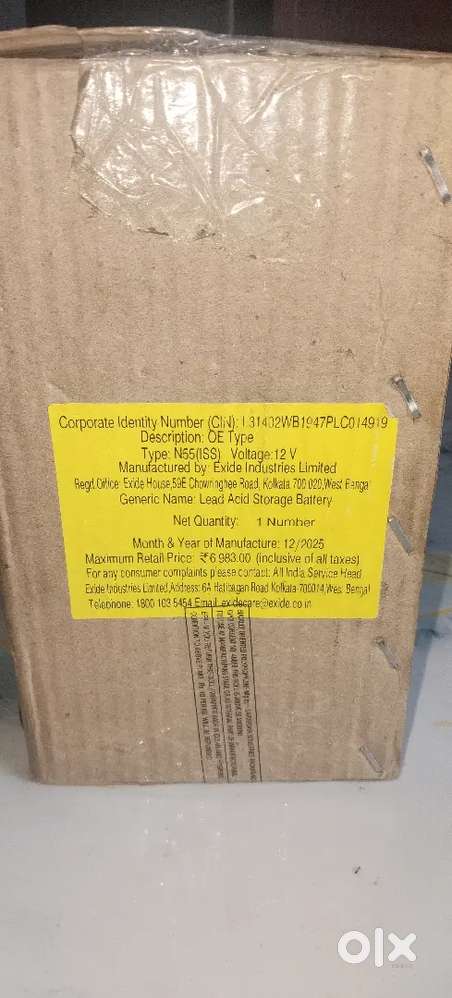 Corporate Identity Number (CIN): L31402WB1947PLC014919
Description: OE Type
Type: N55(ISS) Voltage:12 V
Manufactured by: Exide Industries Limited
Regd.Office: Exide House,59E Chowringhee Road, Kolkata 700 020,West Bengal
Generic Name: Lead Acid Storage Battery
Net Quantity: 1 Number
Month & Year of Manufacture: 12/2025
Maximum Retail Price: ₹6 983.00 (inclusive of all taxes)
For any consumer complaints please contact: All India Service Head
Exide Industries Limited,Address: 6A Hatibagan Road Kolkata-700014,West Bengal
Telephone: 1800 103 5454 Email exidecare@exide.co.in
olx